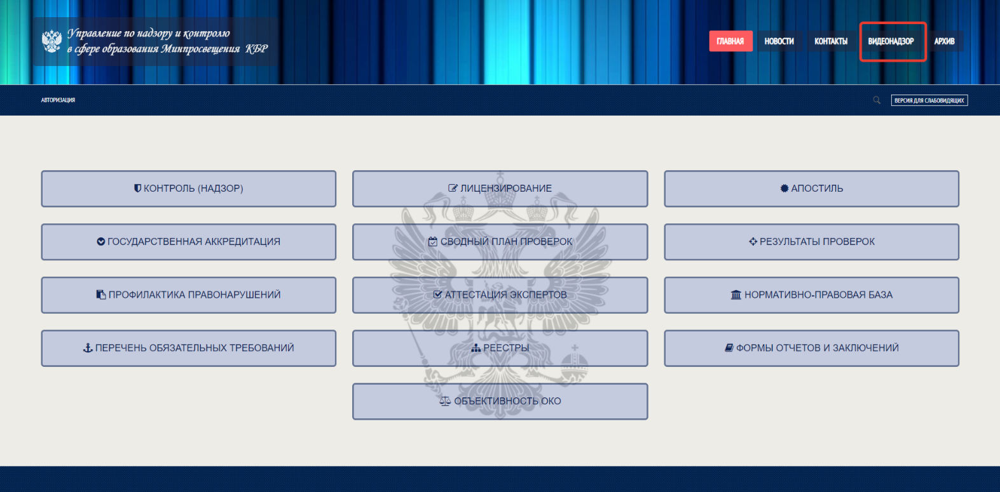 Управление по надзору и контролю
в сфере образования Минпросвещения КБР
ГЛАВНАЯ НОВОСТИ КОНТАКТЫ ВИДЕОНАДЗОР АРХИВ
АВТОРИЗАЦИЯ ВЕРСИЯ ДЛЯ СЛАБОВИДЯЩИХ
КОНТРОЛЬ (НАДЗОР) ЛИЦЕНЗИРОВАНИЕ АПОСТИЛЬ
ГОСУДАРСТВЕННАЯ АККРЕДИТАЦИЯ СВОДНЫЙ ПЛАН ПРОВЕРОК РЕЗУЛЬТАТЫ ПРОВЕРОК
ПРОФИЛАКТИКА ПРАВОНАРУШЕНИЙ АТТЕСТАЦИЯ ЭКСПЕРТОВ НОРМАТИВНО-ПРАВОВАЯ БАЗА
ПЕРЕЧЕНЬ ОБЯЗАТЕЛЬНЫХ ТРЕБОВАНИЙ РЕЕСТРЫ ФОРМЫ ОТЧЕТОВ И ЗАКЛЮЧЕНИЙ
ОБЪЕКТИВНОСТЬ ОКО